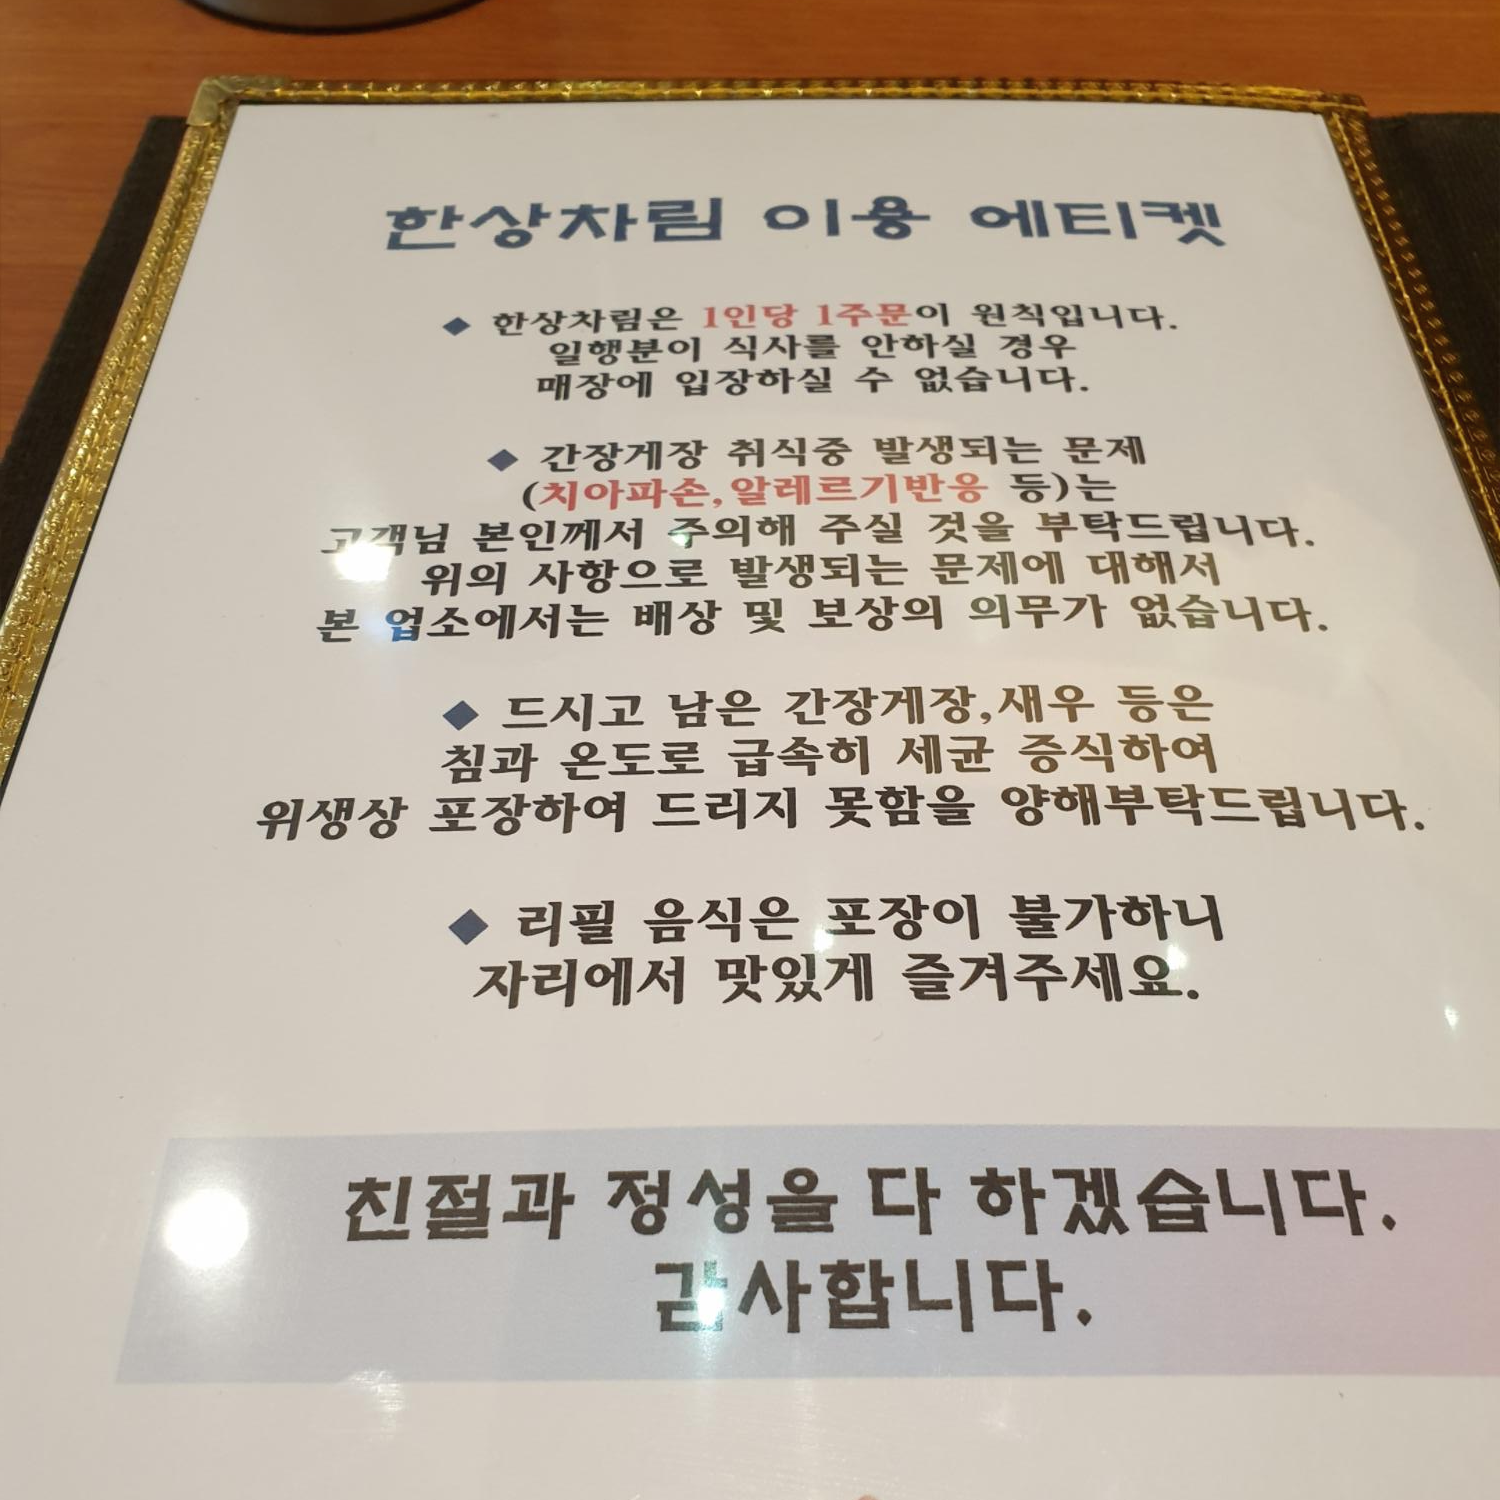 한상차림 이용 에티켓
◆ 한상차림은 1인당 1주문이 원칙입니다.
일행분이 식사를 안하실 경우
매장에 입장하실 수 없습니다.
◆ 간장게장 취식중 발생되는 문제
(치아파손,알레르기반응 등)는
고객님 본인께서 주의해 주실 것을 부탁드립니다.
위의 사항으로 발생되는 문제에 대해서
본 업소에서는 배상 및 보상의 의무가 없습니다.
◆ 드시고 남은 간장게장,새우 등은
침과 온도로 급속히 세균 증식하여
위생상 포장하여 드리지 못함을 양해부탁드립니다.
◆ 리필 음식은 포장이 불가하니
자리에서 맛있게 즐겨주세요.
친절과 정성을 다 하겠습니다.
감사합니다.